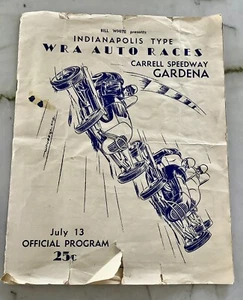 BILL WHITE presents
INDIANAPOLIS TYPE
WRA AUTO RACES
CARRELL SPEEDWAY
GARDENA
July 13
OFFICIAL PROGRAM
25c